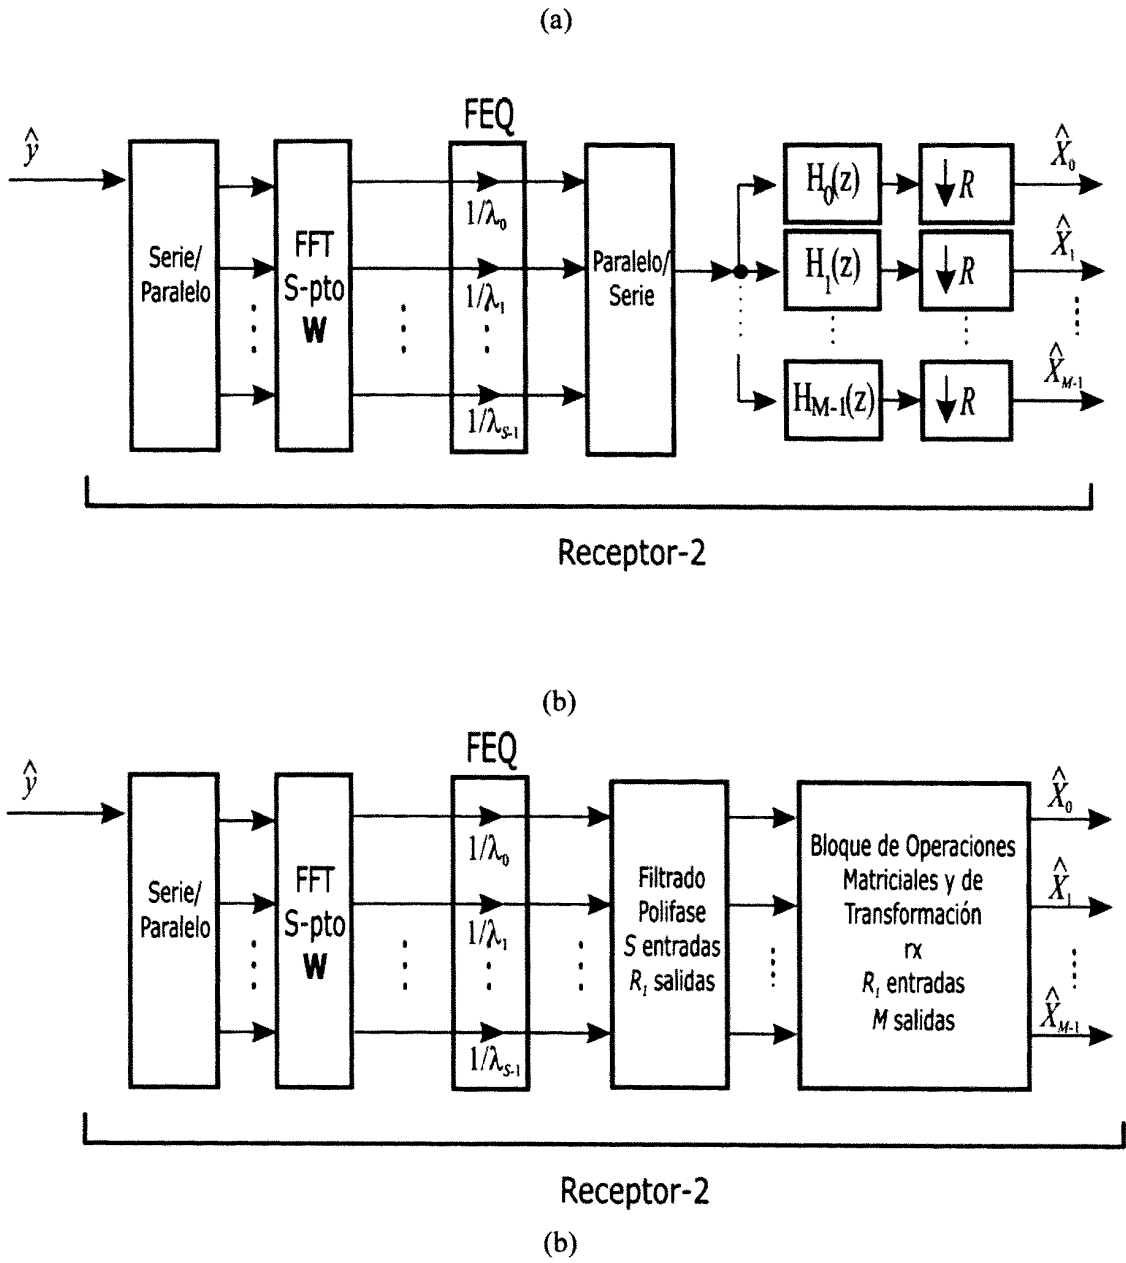 (a)
FEQ
ŷ
Serie/
Paralelo
FFT
S-pto
W
1/λ₀
1/λ₁
1/λS-1
Paralelo/
Serie
H₀(z)
↓R
X̂₀
H₁(z)
↓R
X̂₁
HM-1(z)
↓R
X̂M-1
Receptor-2
(b)
FEQ
ŷ
Serie/
Paralelo
FFT
S-pto
W
1/λ₀
1/λ₁
1/λS-1
Filtrado
Polifase
S entradas
R₁ salidas
Bloque de Operaciones
Matriciales y de
Transformación
rx
R₁ entradas
M salidas
X̂₀
X̂₁
X̂M-1
Receptor-2
(b)